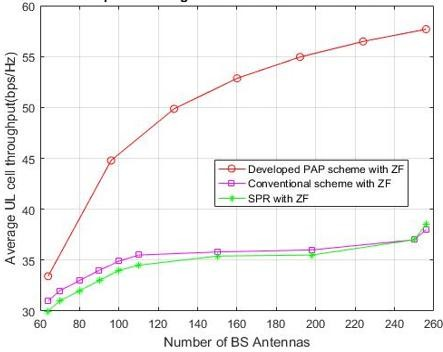 60
55
50
45
40
35
30
60 80 100 120 140 160 180 200 220 240 260
Average UL cell throughput(bps/Hz)
Number of BS Antennas
Developed PAP scheme with ZF
Conventional scheme with ZF
SPR with ZF